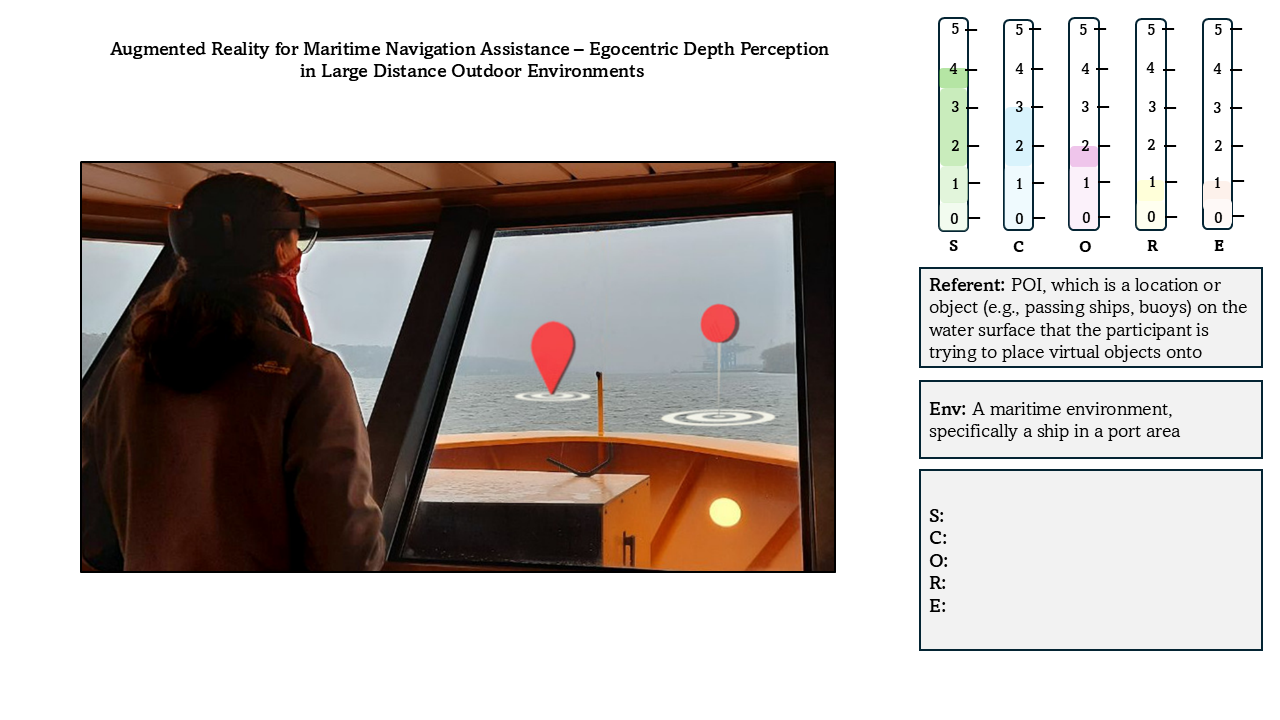 Augmented Reality for Maritime Navigation Assistance – Egocentric Depth Perception
in Large Distance Outdoor Environments
5 5 5 5 5
4 4 4 4 4
3 3 3 3 3
2 2 2 2 2
1 1 1 1 1
0 0 0 0 0
S C O R E
Referent: POI, which is a location or
object (e.g., passing ships, buoys) on the
water surface that the participant is
trying to place virtual objects onto
Env: A maritime environment,
specifically a ship in a port area
S:
C:
O:
R:
E: